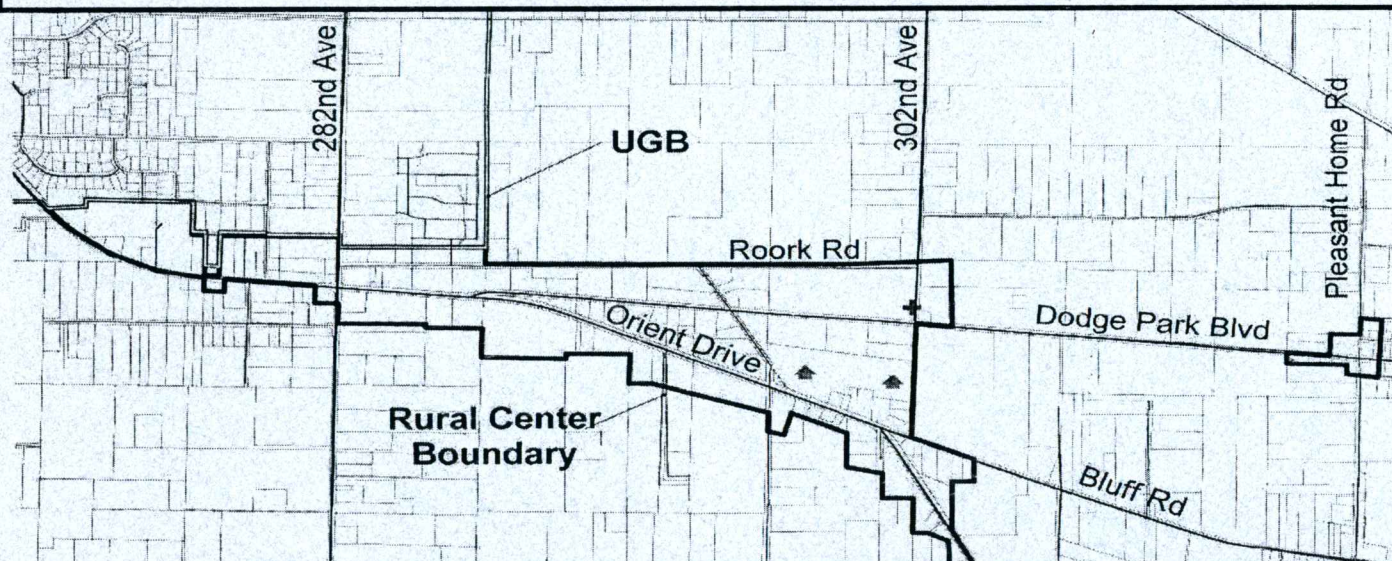 282nd Ave
UGB
302nd Ave
Pleasant Home Rd
Roork Rd
Orient Drive
Dodge Park Blvd
Rural Center
Boundary
Bluff Rd